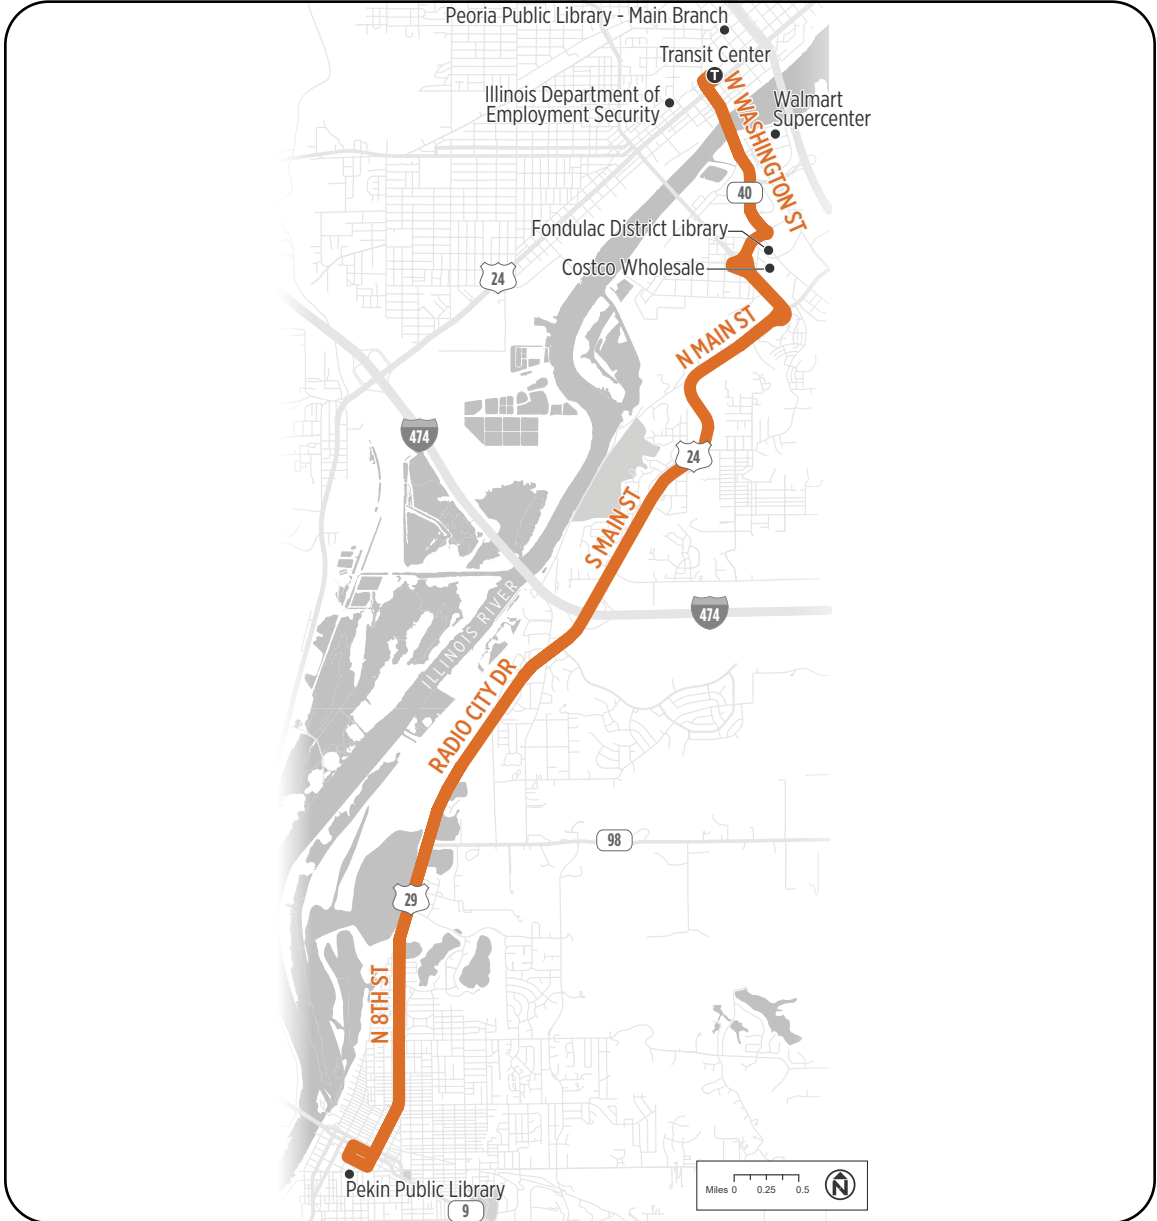 Peoria Public Library - Main Branch
Transit Center
T
Illinois Department of
Employment Security
W WASHINGTON ST
Walmart
Supercenter
40
Fondulac District Library
Costco Wholesale
24
N MAIN ST
474
24
S MAIN ST
ILLINOIS RIVER
474
RADIO CITY DR
98
29
N 8TH ST
Pekin Public Library
9
Miles 0 0.25 0.5
N